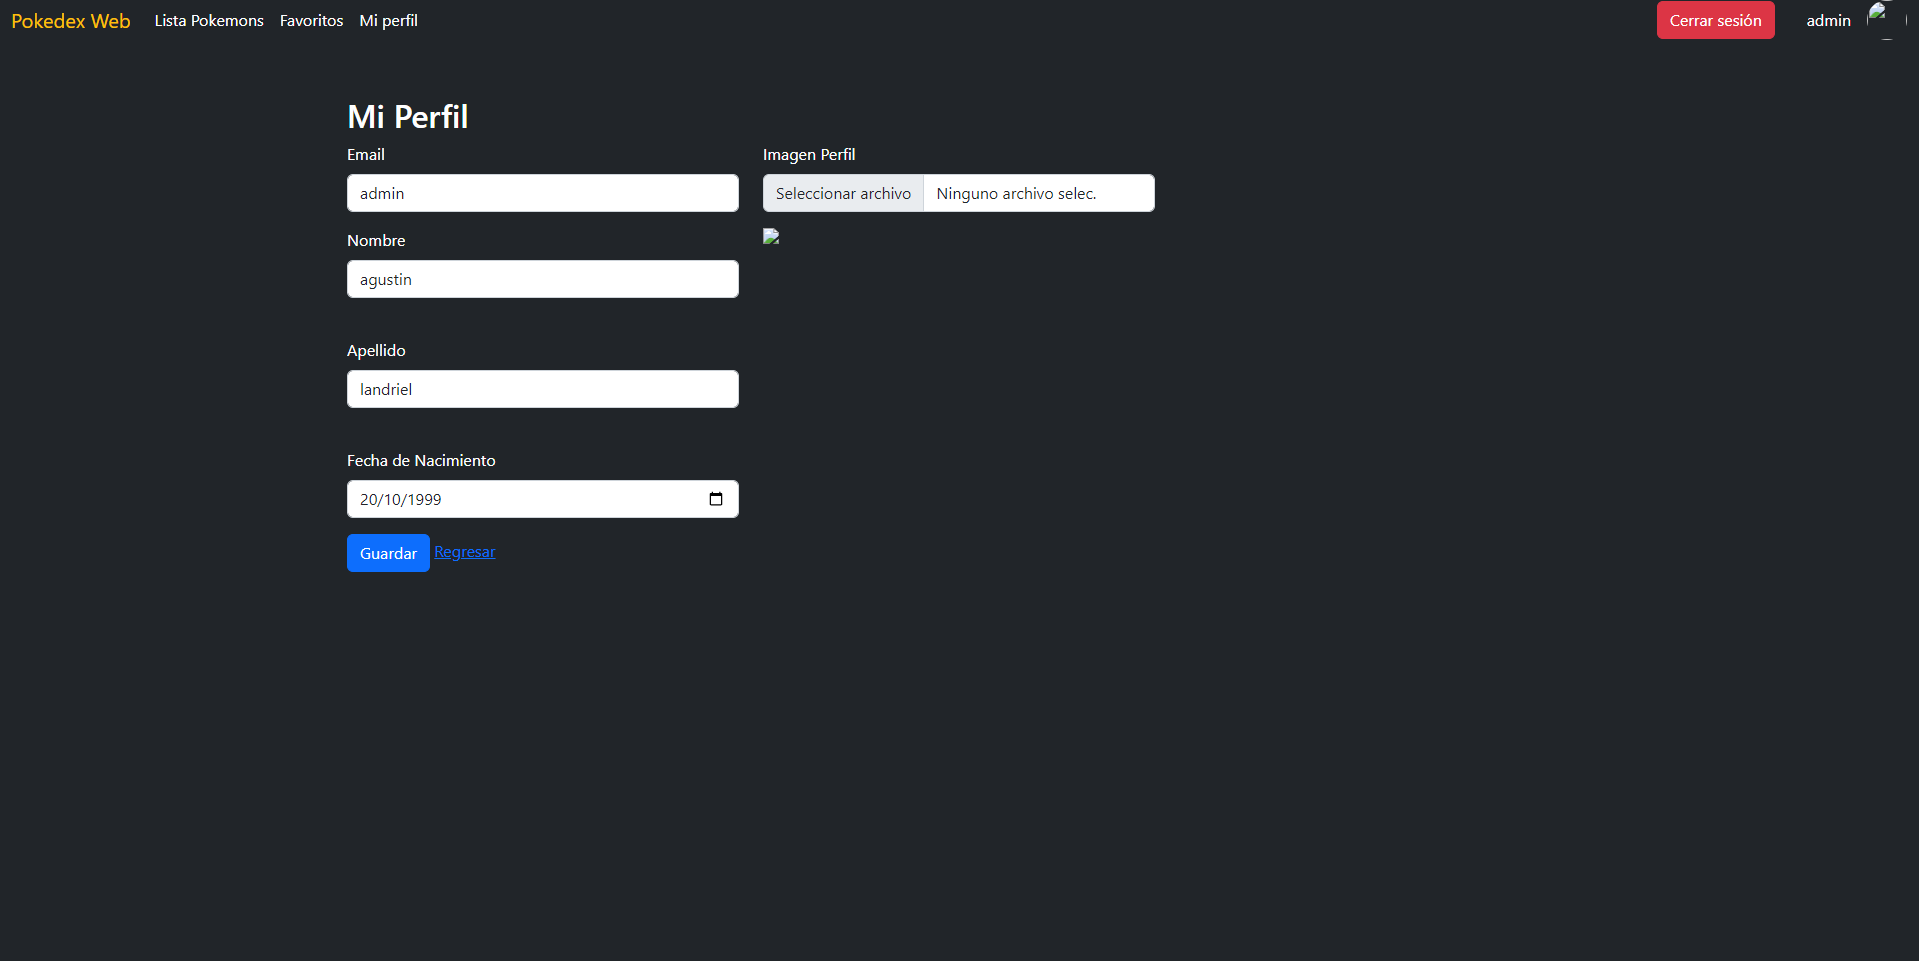 Pokedex Web Lista Pokemons Favoritos Mi perfil Cerrar sesión admin
Mi Perfil
Email
admin
Nombre
agustin
Apellido
landriel
Fecha de Nacimiento
20/10/1999
Guardar Regresar
Imagen Perfil
Seleccionar archivo Ninguno archivo selec.